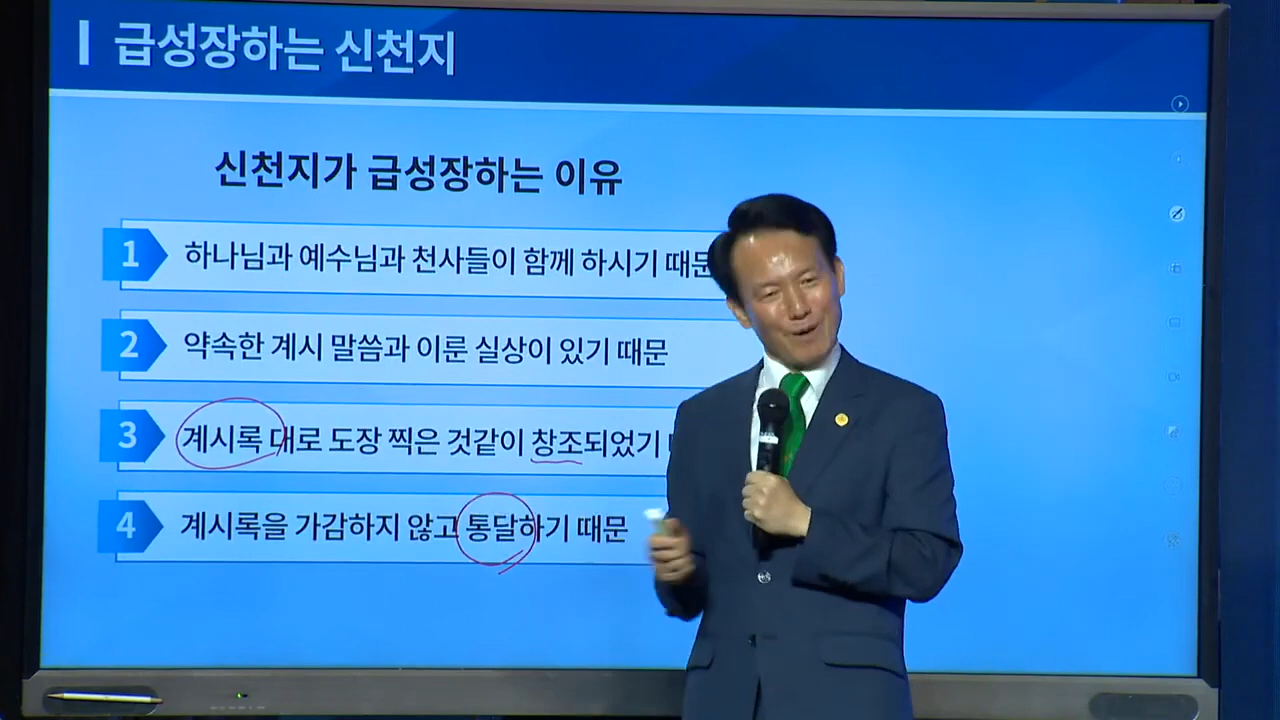 급성장하는 신천지
신천지가 급성장하는 이유
1 하나님과 예수님과 천사들이 함께 하시기 때문
2 약속한 계시 말씀과 이룬 실상이 있기 때문
3 계시록 대로 도장 찍은 것같이 창조되었기
4 계시록을 가감하지 않고 통달하기 때문